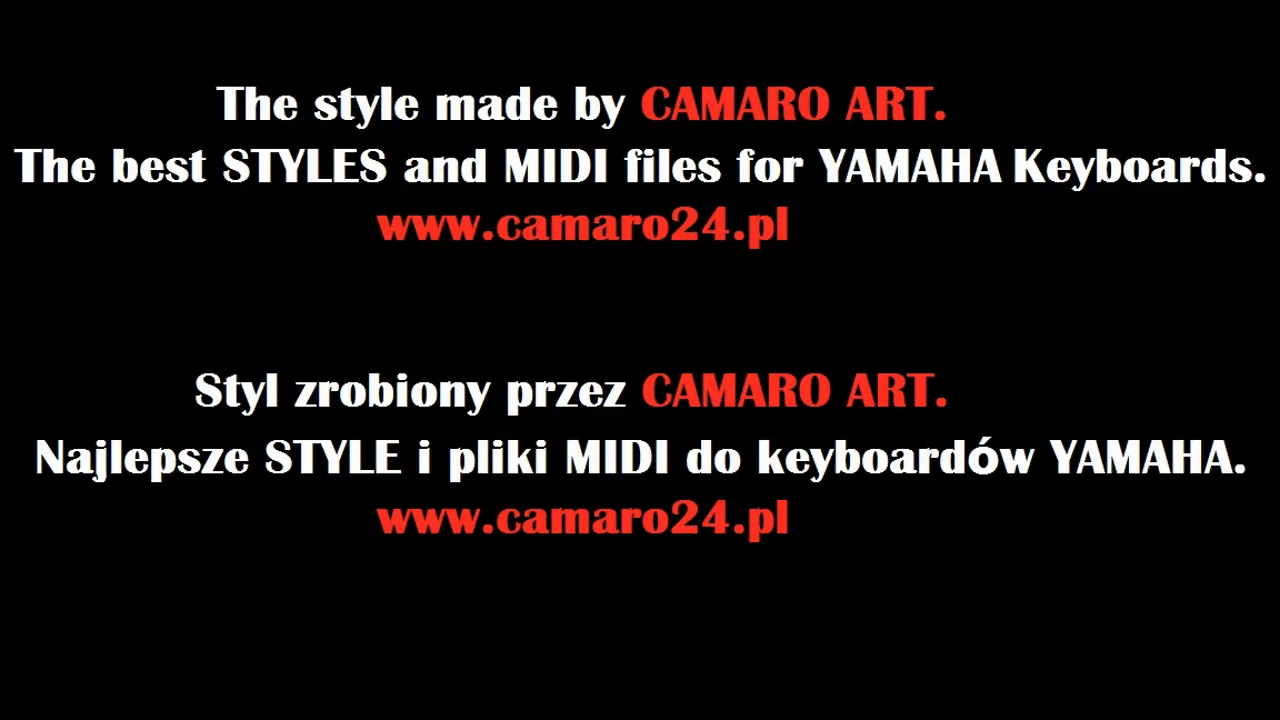 The style made by CAMARO ART.
The best STYLES and MIDI files for YAMAHA Keyboards.
www.camaro24.pl
Styl zrobiony przez CAMARO ART.
Najlepsze STYLE i pliki MIDI do keyboardów YAMAHA.
www.camaro24.pl